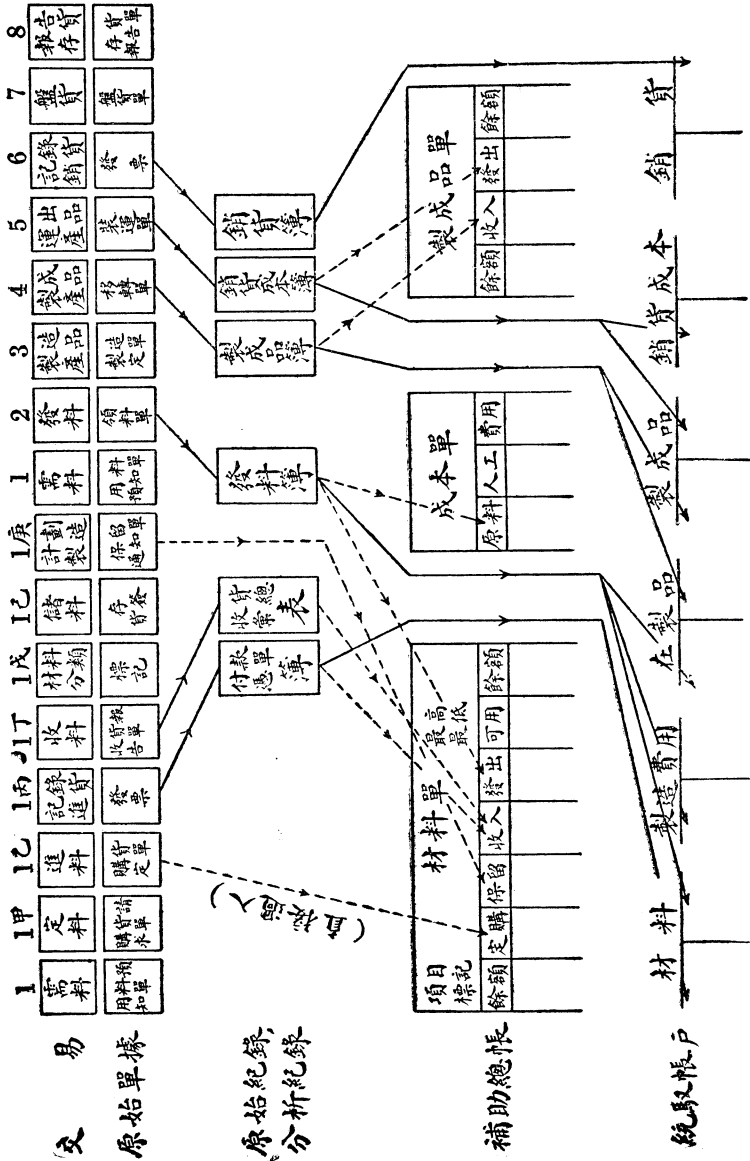 1 1甲 1乙 1丙 1丁 1戊 1己 1庚 1 2 3 4 5 6 7 8
交易
需料
定料
進料
記錄進貨
收料
材料分類
儲料
計劃製造
需料
發料
製造產品
製成產品
運出產品
記錄銷貨
盤貨
報告存貨
原始單據
用料預知單
購貨請求單
購貨定單
發票
收貨報告單
標記
存貨簽
保留通知單
用料預知單
領料單
製造定單
移轉單
裝運單
發票
盤貨單
存貨報告單
原始紀錄,
分析紀錄
付款憑單簿
收貨彙總表
發料簿
製成品簿
銷貨成本簿
銷貨簿
(直接過入)
補助總帳
項目
標記
材料單
最高
最低
餘額 定購 保留 收入 發出 可用 餘額
成本單
原料 人工 費用
製成品單
餘額 收入 發出 餘額
統馭帳戶
材料
製造費用
在製品
製成品
銷貨成本
銷貨